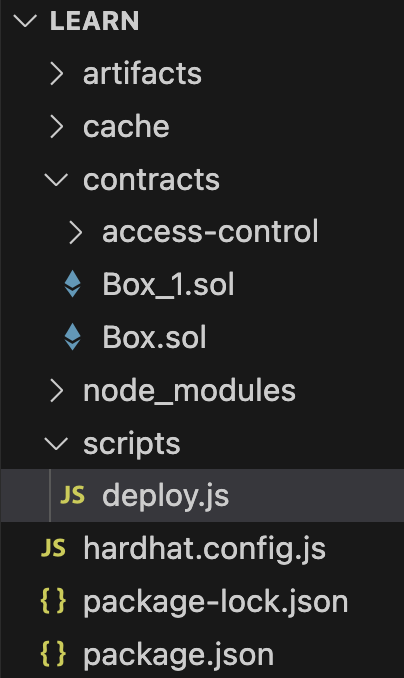 LEARN
artifacts
cache
contracts
access-control
Box_1.sol
Box.sol
node_modules
scripts
JS deploy.js
JS hardhat.config.js
{ } package-lock.json
{ } package.json